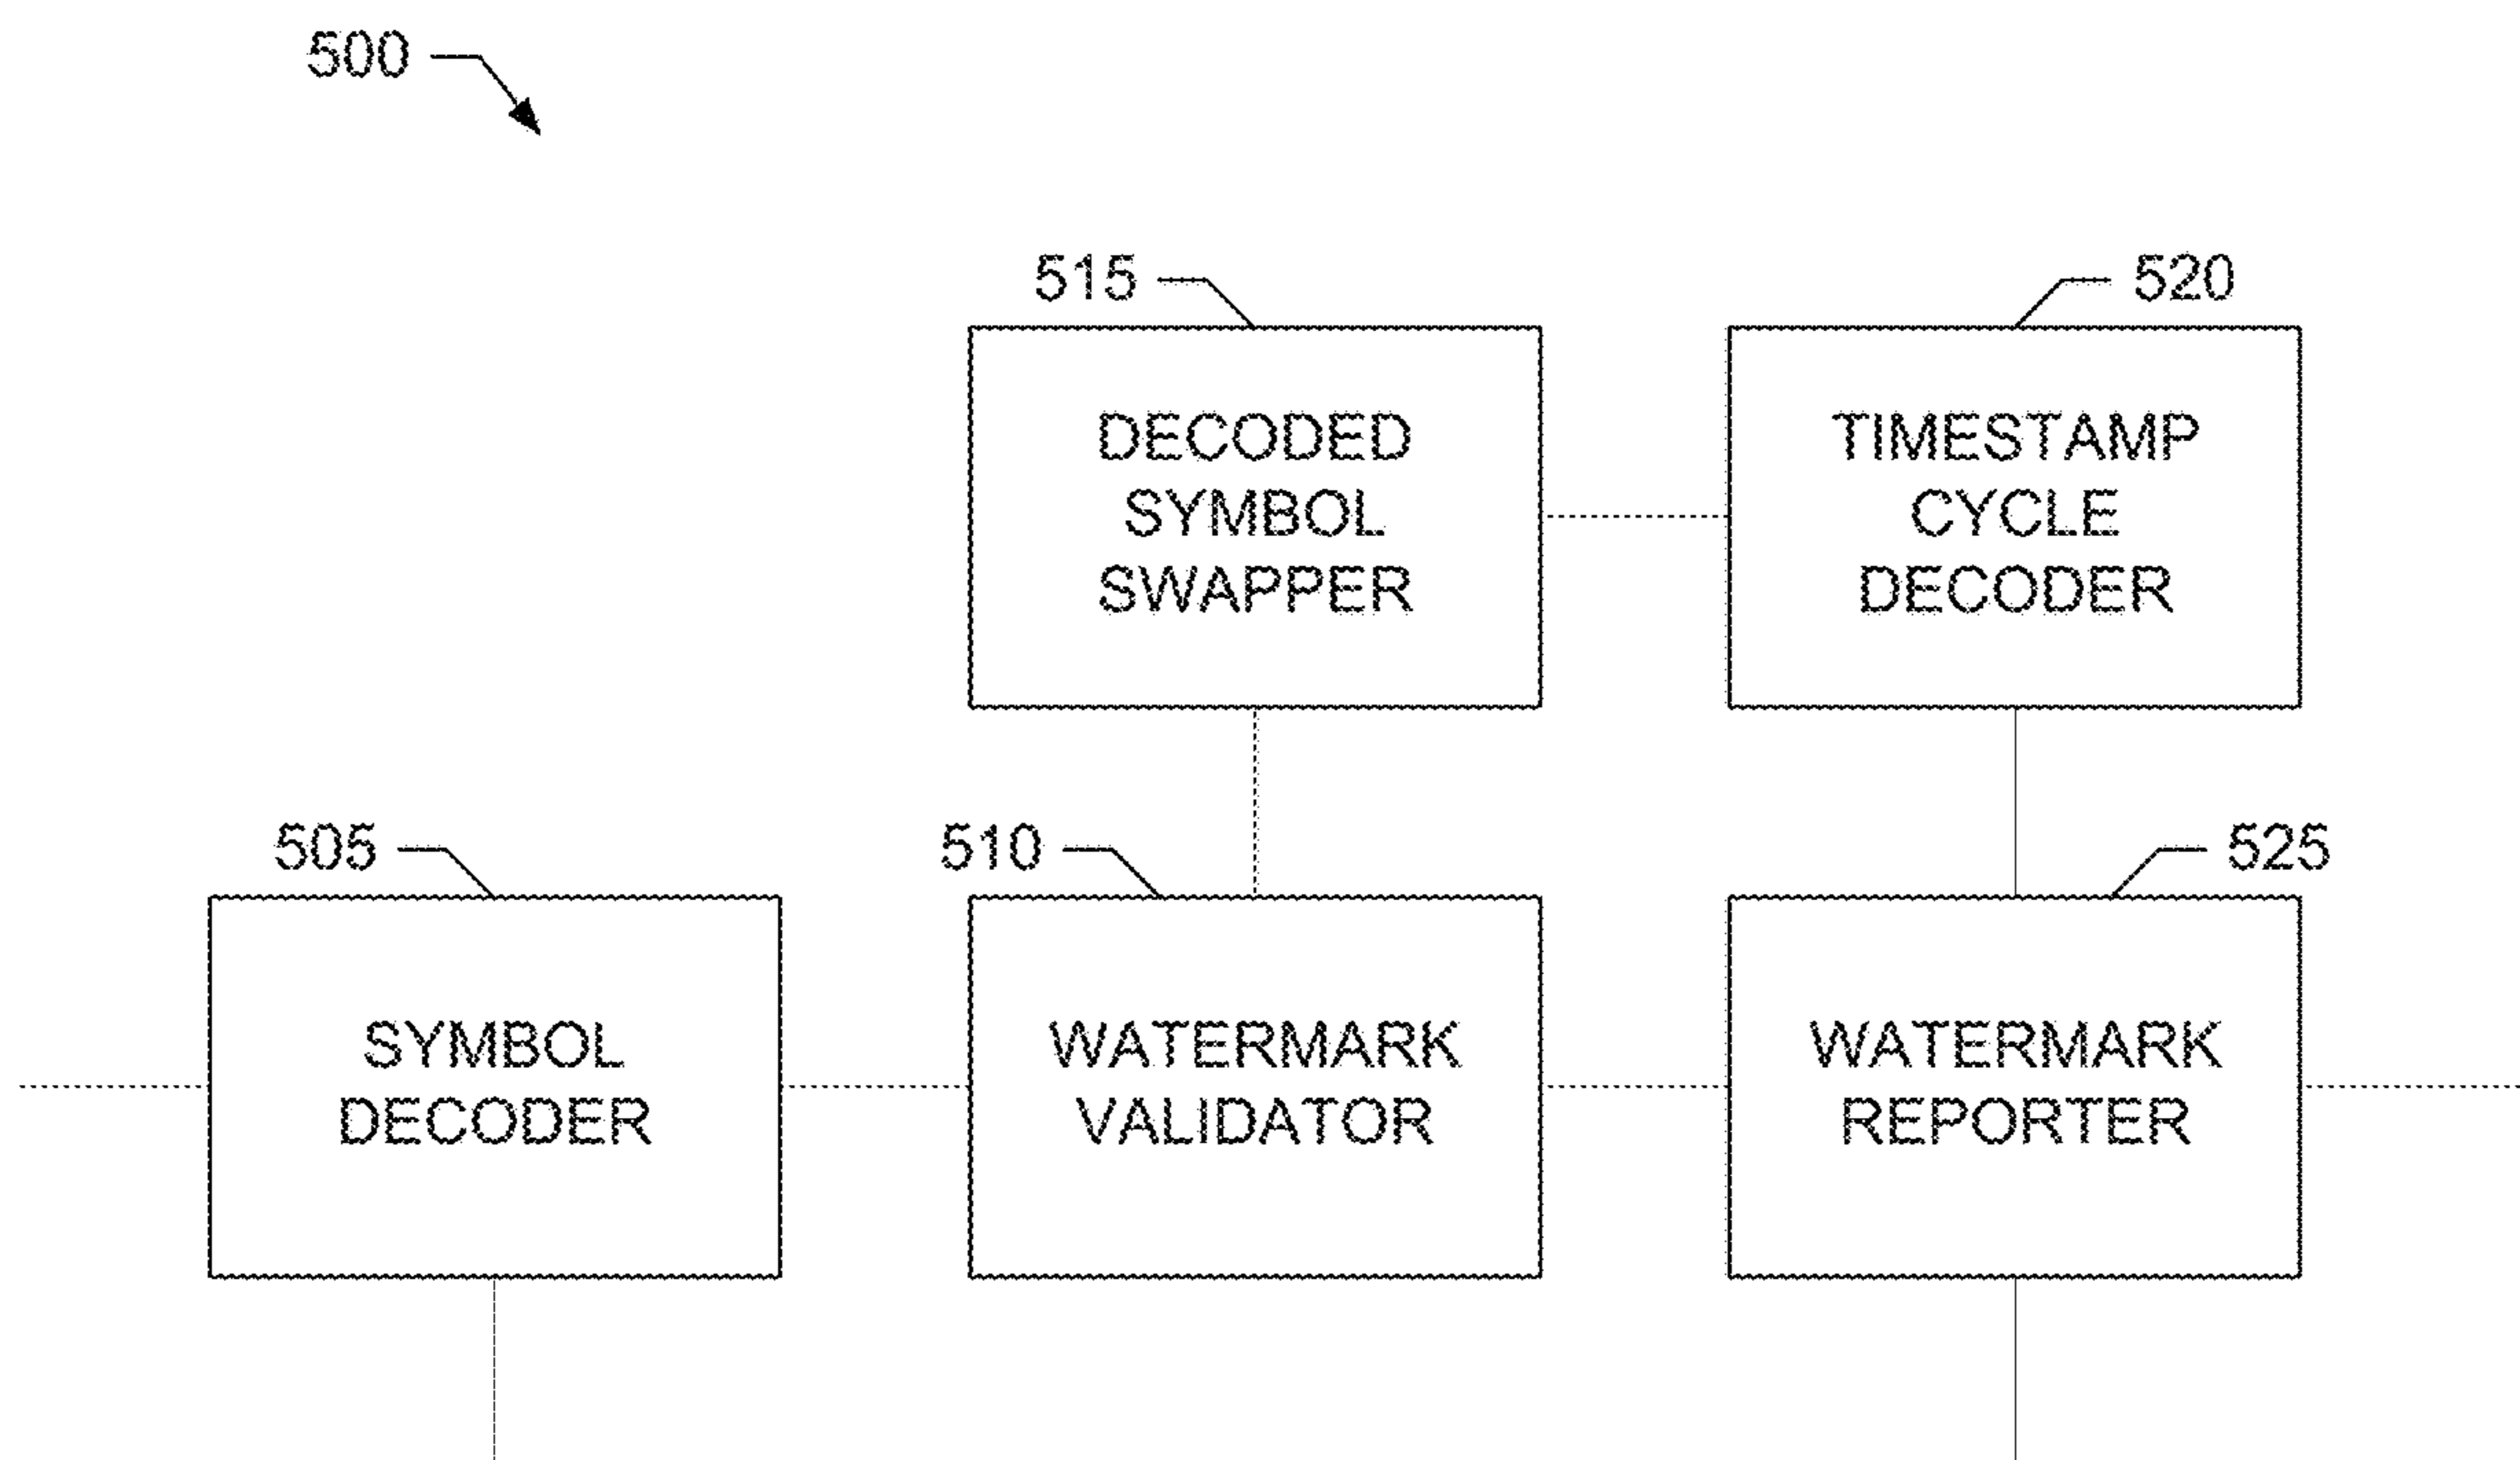 500
515
520
DECODED
SYMBOL
SWAPPER
TIMESTAMP
CYCLE
DECODER
505
510
525
SYMBOL
DECODER
WATERMARK
VALIDATOR
WATERMARK
REPORTER